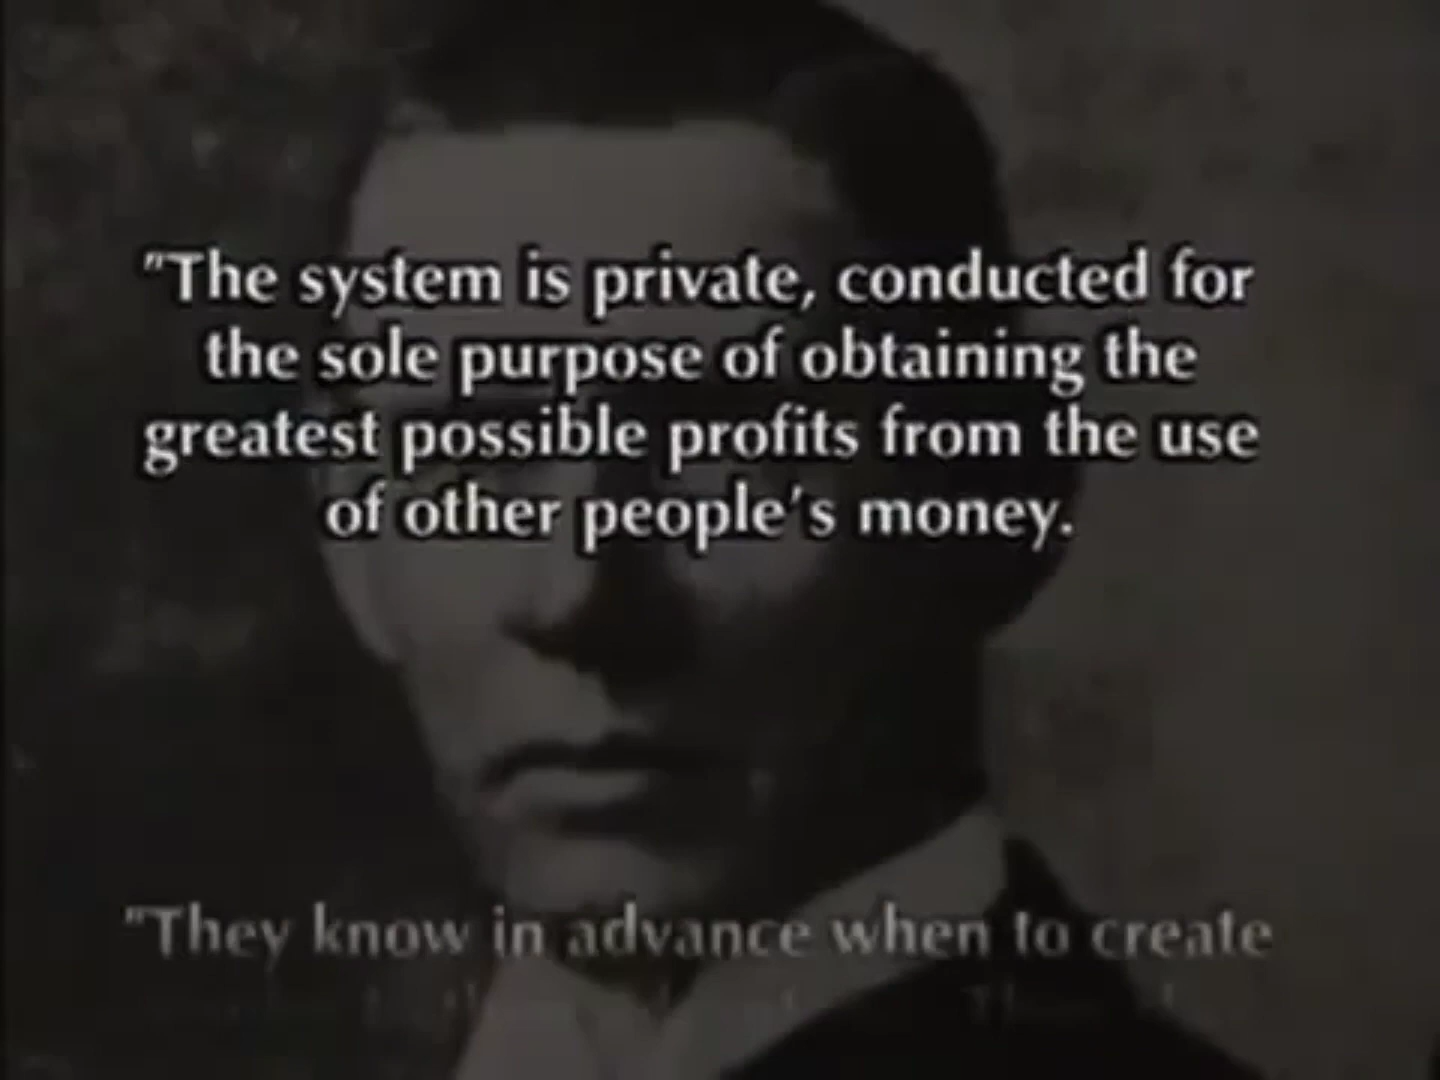 "The system is private, conducted for
the sole purpose of obtaining the
greatest possible profits from the use
of other people's money.
"They know in advance when to create